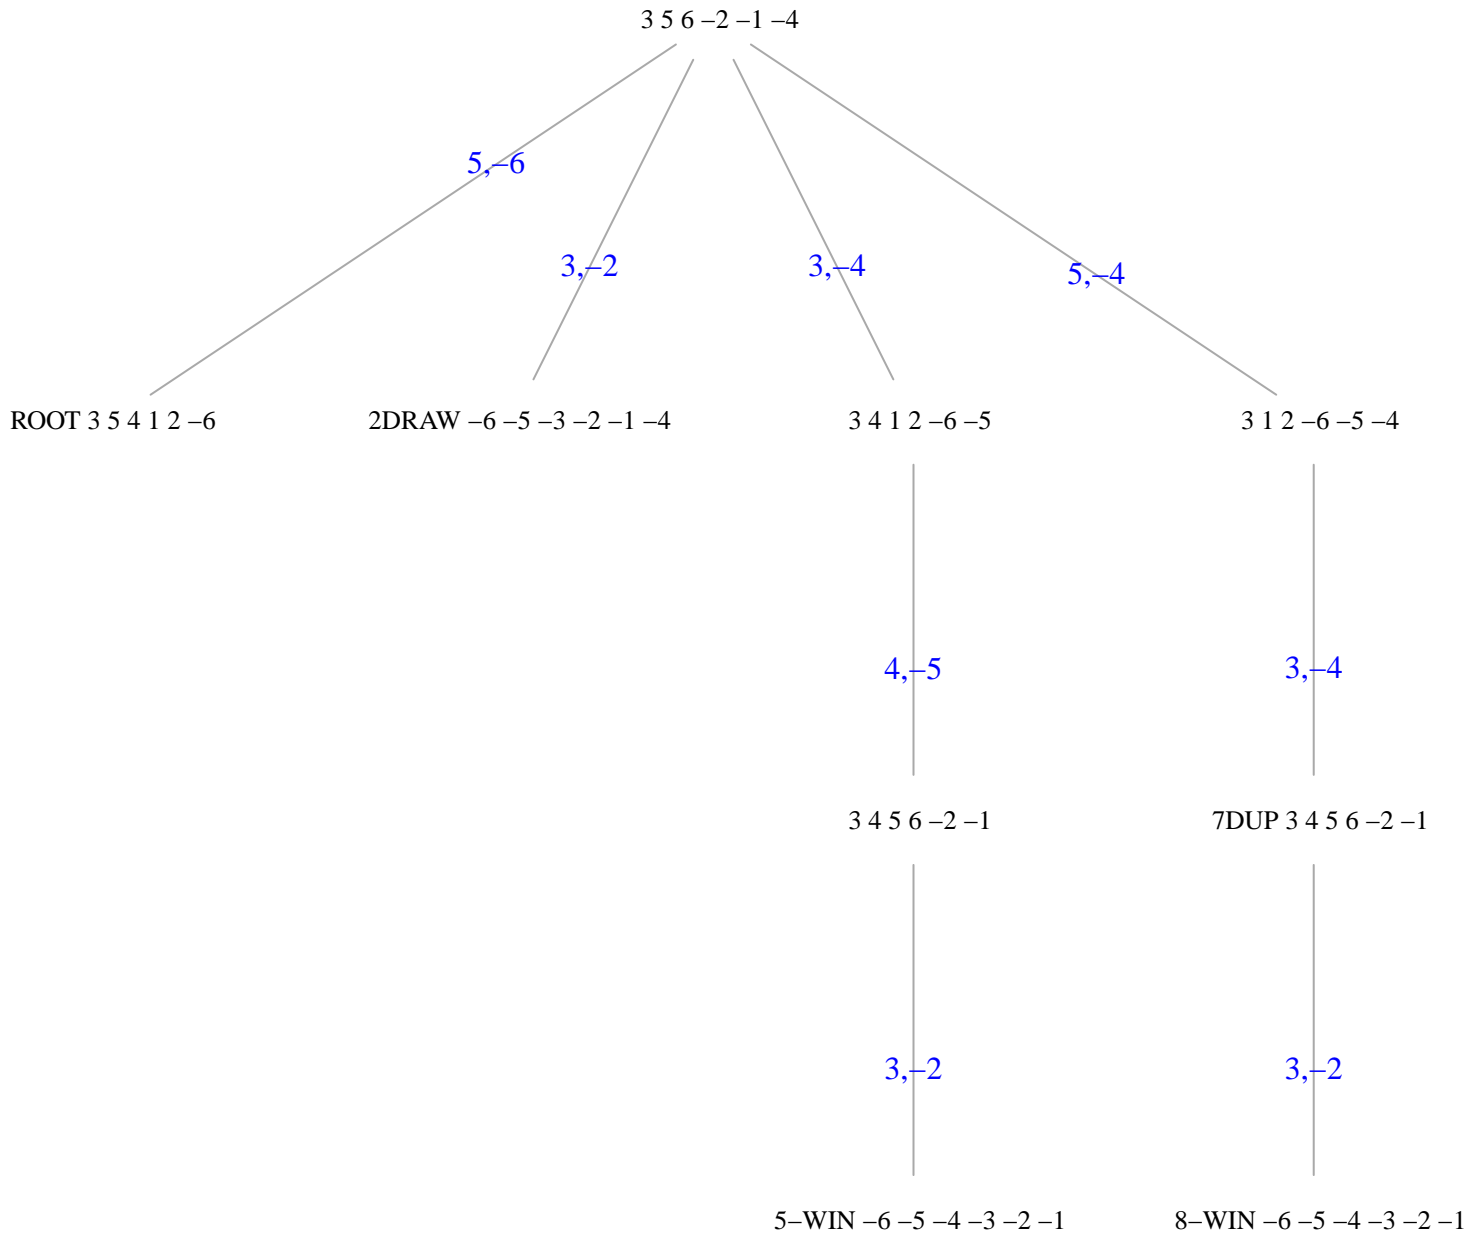 3 5 6 –2 –1 –4
5,–6
3,–2
3,–4
5,–4
ROOT 3 5 4 1 2 –6
2DRAW –6 –5 –3 –2 –1 –4
3 4 1 2 –6 –5
3 1 2 –6 –5 –4
4,–5
3,–4
3 4 5 6 –2 –1
7DUP 3 4 5 6 –2 –1
3,–2
3,–2
5–WIN –6 –5 –4 –3 –2 –1
8–WIN –6 –5 –4 –3 –2 –1